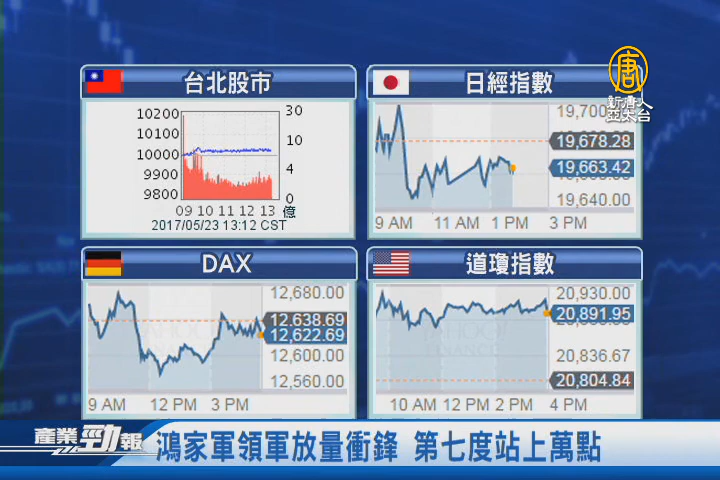 唐
新唐人
亞太台
台北股市
10200
10100
10000
9900
9800
30
10
4
0
億
09 10 11 12 13
2017/05/23 13:12 CST
日經指數
19,700
19,678.28
19,663.42
19,640.00
9 AM 11 AM 1 PM 3 PM
DAX
12,680.00
12,638.69
12,622.69
12,600.00
12,560.00
9 AM 12 PM 3 PM
道瓊指數
20,930.00
20,891.95
20,836.67
20,804.84
10 AM 12 PM 2 PM 4 PM
產業勁報
鴻家軍領軍放量衝鋒 第七度站上萬點